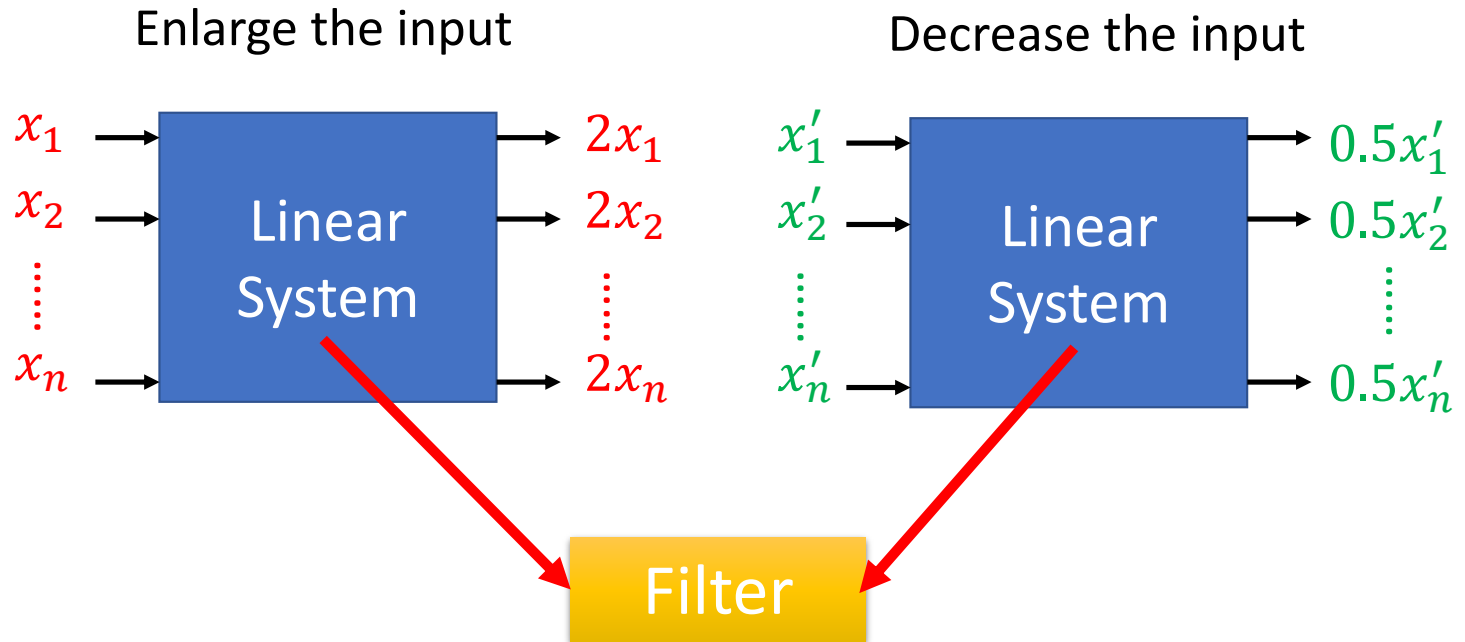 Enlarge the input
x₁
x₂
xₙ
Linear
System
2x₁
2x₂
2xₙ
Decrease the input
x′₁
x′₂
x′ₙ
Linear
System
0.5x′₁
0.5x′₂
0.5x′ₙ
Filter